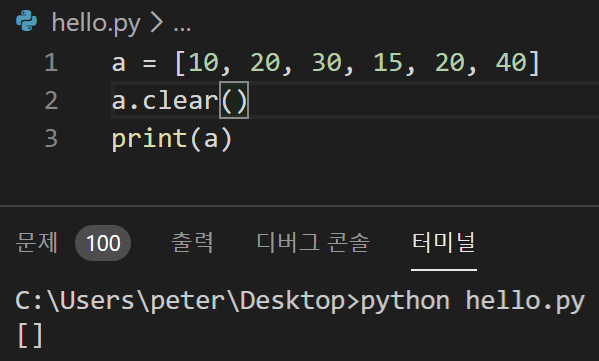 hello.py > ...
1 a = [10, 20, 30, 15, 20, 40]
2 a.clear()
3 print(a)
문제 100 출력 디버그 콘솔 터미널
C:\Users\peter\Desktop>python hello.py
[]